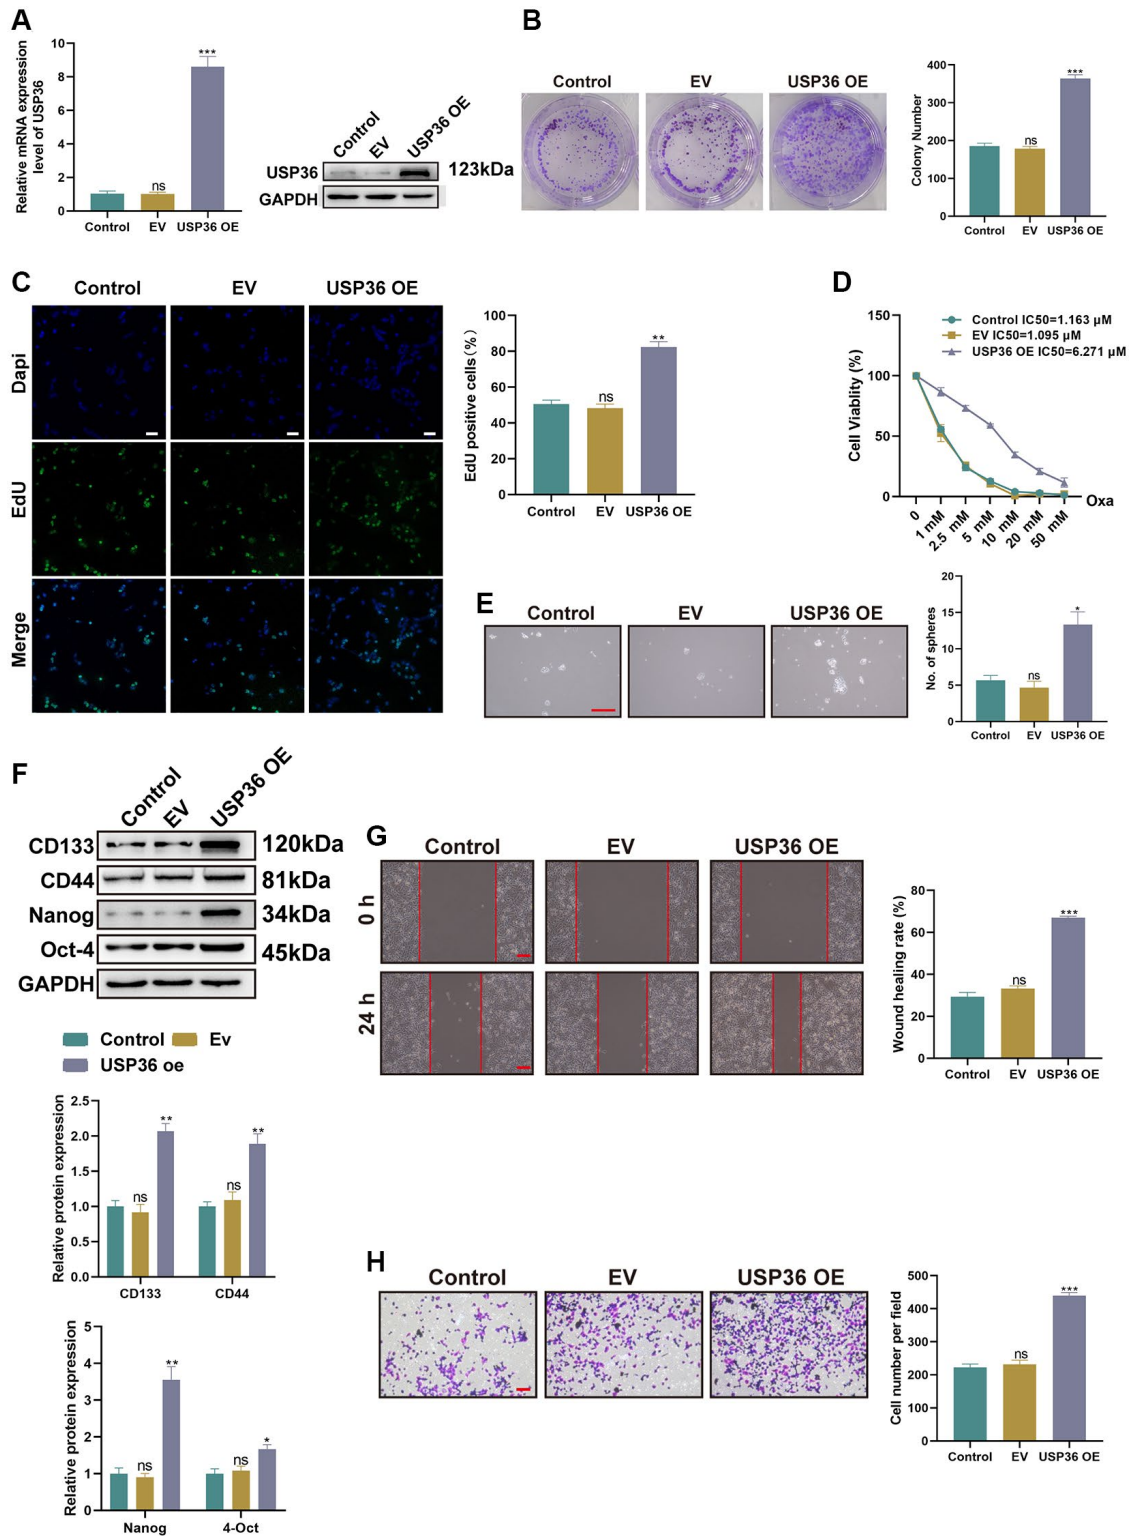 A
Relative mRNA expression
level of USP36
10
8
6
4
2
0
***
ns
Control
EV
USP36 OE
Control
EV
USP36 OE
USP36
123kDa
GAPDH
B
Control
EV
USP36 OE
Colony Number
400
300
200
100
0
ns
***
Control
EV
USP36 OE
C
Control
EV
USP36 OE
Dapi
EdU
Merge
EdU positive cells (%)
100
80
60
40
20
0
ns
**
Control
EV
USP36 OE
D
Cell Viablity (%)
150
100
50
0
Control IC50=1.163 μM
EV IC50=1.095 μM
USP36 OE IC50=6.271 μM
Oxa
0
1 mM
2.5 mM
5 mM
10 mM
20 mM
50 mM
E
Control
EV
USP36 OE
No. of spheres
20
15
10
5
0
ns
*
Control
EV
USP36 OE
F
Control
EV
USP36 OE
CD133
120kDa
CD44
81kDa
Nanog
34kDa
Oct-4
45kDa
GAPDH
Control
Ev
USP36 oe
Relative protein expression
2.5
2.0
1.5
1.0
0.5
0.0
ns
**
ns
**
CD133
CD44
Relative protein expression
5
4
3
2
1
0
ns
**
ns
*
Nanog
4-Oct
G
Control
EV
USP36 OE
0 h
24 h
Wound healing rate (%)
80
60
40
20
0
ns
***
Control
EV
USP36 OE
H
Control
EV
USP36 OE
Cell number per field
500
400
300
200
100
0
ns
***
Control
EV
USP36 OE